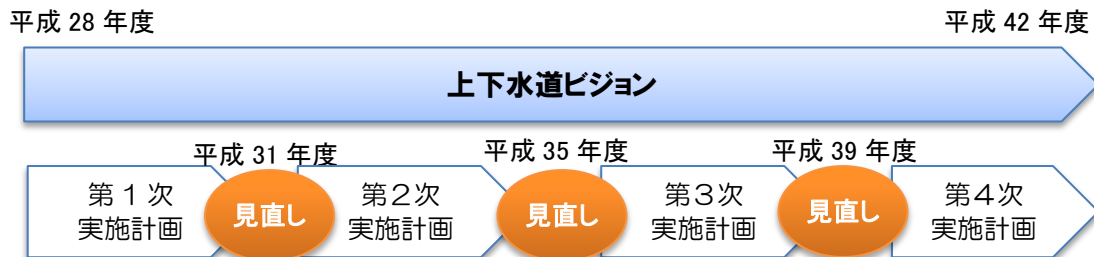 平成 28 年度 平成 42 年度
上下水道ビジョン
平成 31 年度 平成 35 年度 平成 39 年度
第１次 第２次 第３次 第４次
実施計画 見直し 実施計画 見直し 実施計画 見直し 実施計画